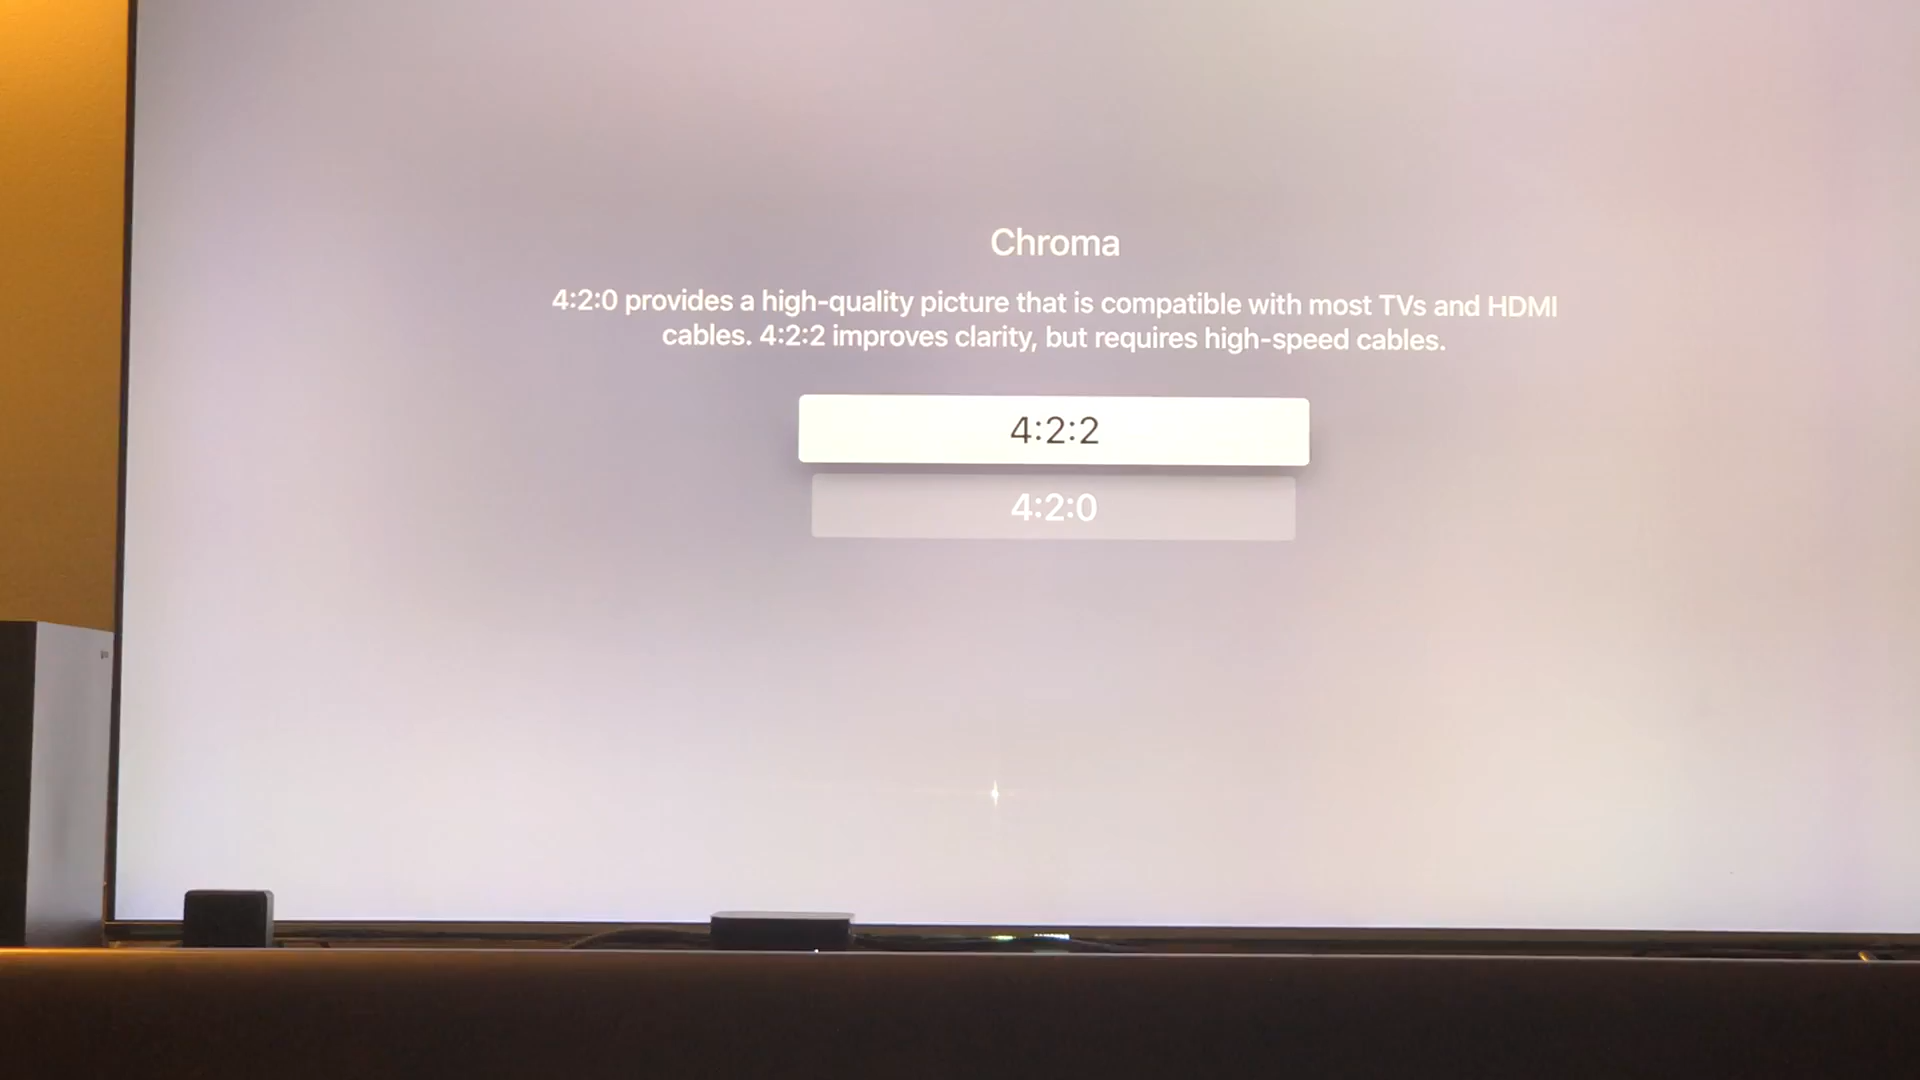 Chroma
4:2:0 provides a high-quality picture that is compatible with most TVs and HDMI
cables. 4:2:2 improves clarity, but requires high-speed cables.
4:2:2
4:2:0